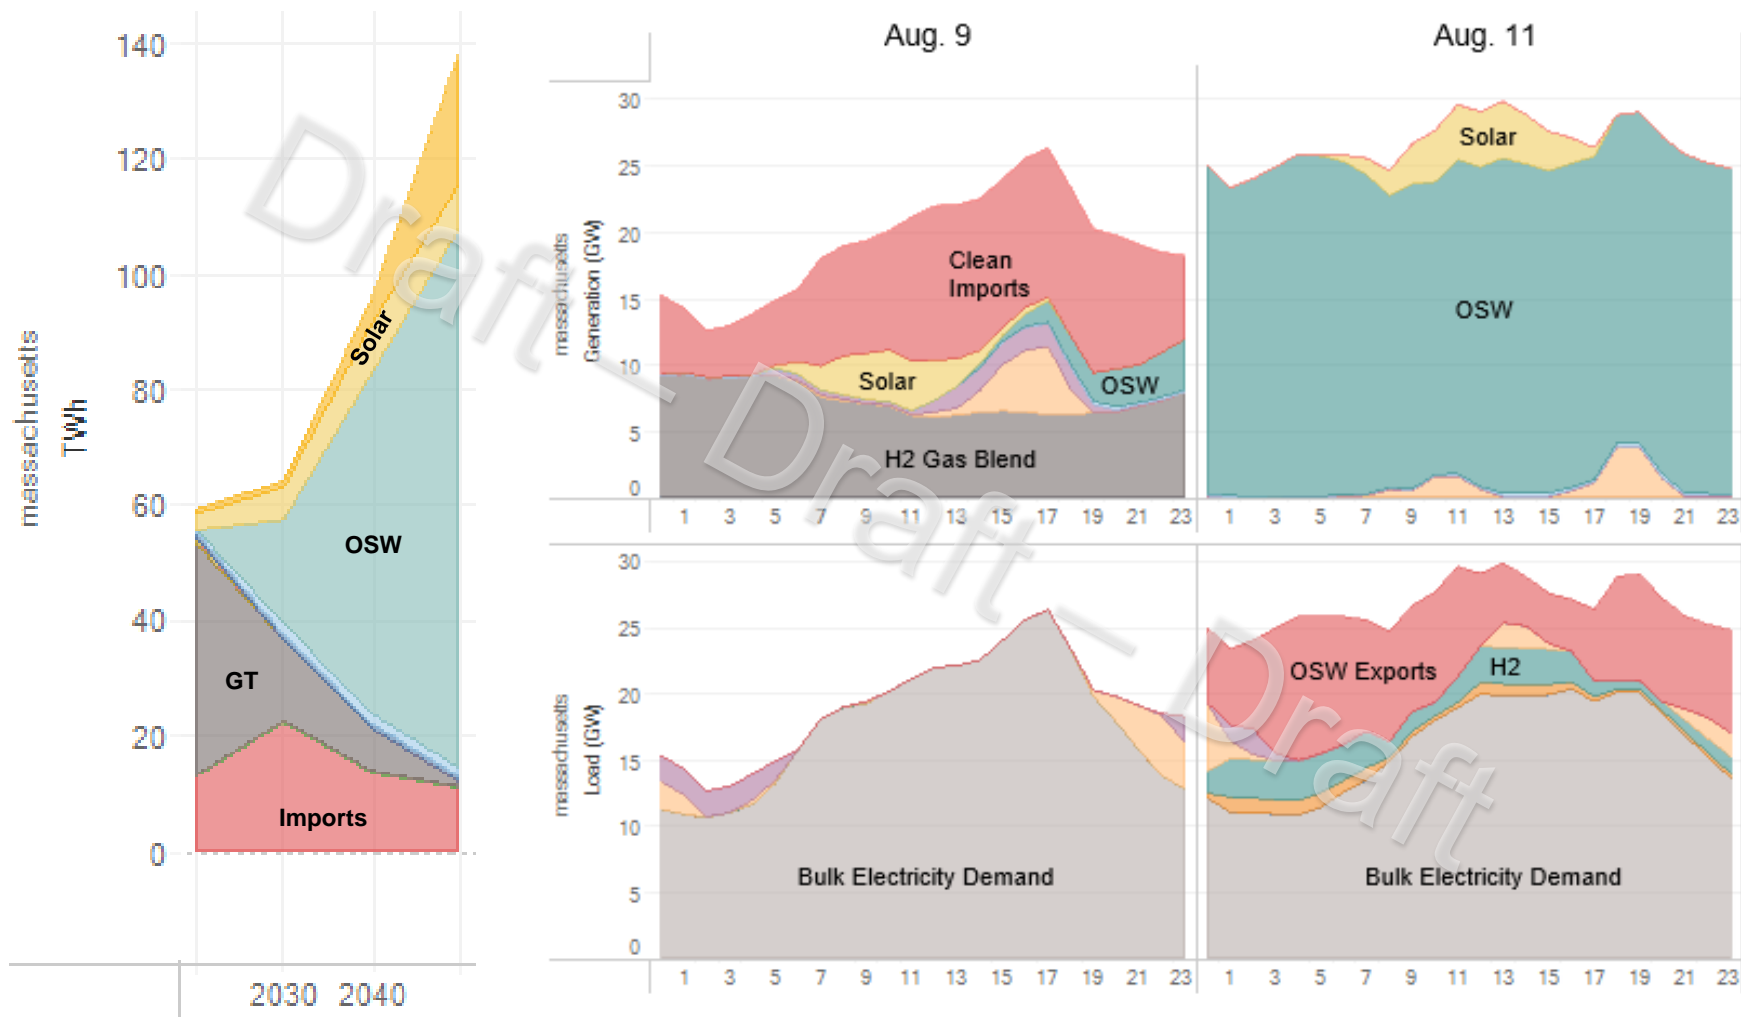 massachusetts
TWh
140
120
100
80
60
40
20
0
2030 2040
Solar
OSW
GT
Imports
Aug. 9
Aug. 11
massachusetts
Generation (GW)
30
25
20
15
10
5
0
Clean
Imports
Solar
OSW
H2 Gas Blend
Solar
OSW
1 3 5 7 9 11 13 15 17 19 21 23
1 3 5 7 9 11 13 15 17 19 21 23
massachusetts
Load (GW)
30
25
20
15
10
5
0
Bulk Electricity Demand
OSW Exports
H2
Bulk Electricity Demand
1 3 5 7 9 11 13 15 17 19 21 23
1 3 5 7 9 11 13 15 17 19 21 23
Draft – Draft – Draft